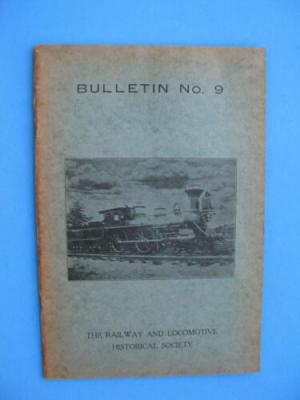 BULLETIN No. 9
THE RAILWAY AND LOCOMOTIVE
HISTORICAL SOCIETY